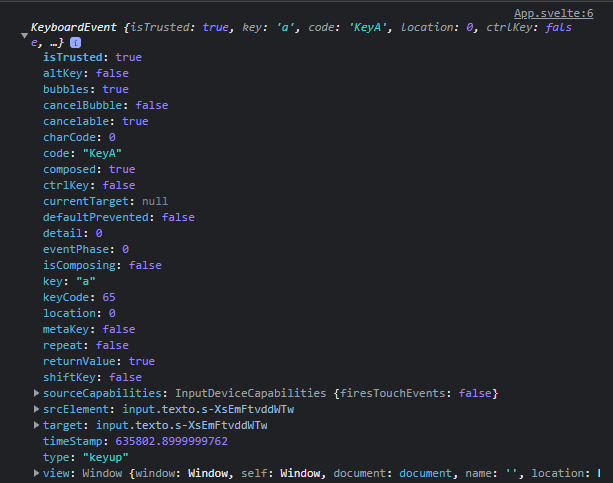 App.svelte:6
KeyboardEvent {isTrusted: true, key: 'a', code: 'KeyA', location: 0, ctrlKey: fals
e, …} i
isTrusted: true
altKey: false
bubbles: true
cancelBubble: false
cancelable: true
charCode: 0
code: "KeyA"
composed: true
ctrlKey: false
currentTarget: null
defaultPrevented: false
detail: 0
eventPhase: 0
isComposing: false
key: "a"
keyCode: 65
location: 0
metaKey: false
repeat: false
returnValue: true
shiftKey: false
sourceCapabilities: InputDeviceCapabilities {firesTouchEvents: false}
srcElement: input.texto.s-XsEmFtvddWTw
target: input.texto.s-XsEmFtvddWTw
timeStamp: 635802.8999999762
type: "keyup"
view: Window {window: Window, self: Window, document: document, name: '', location: